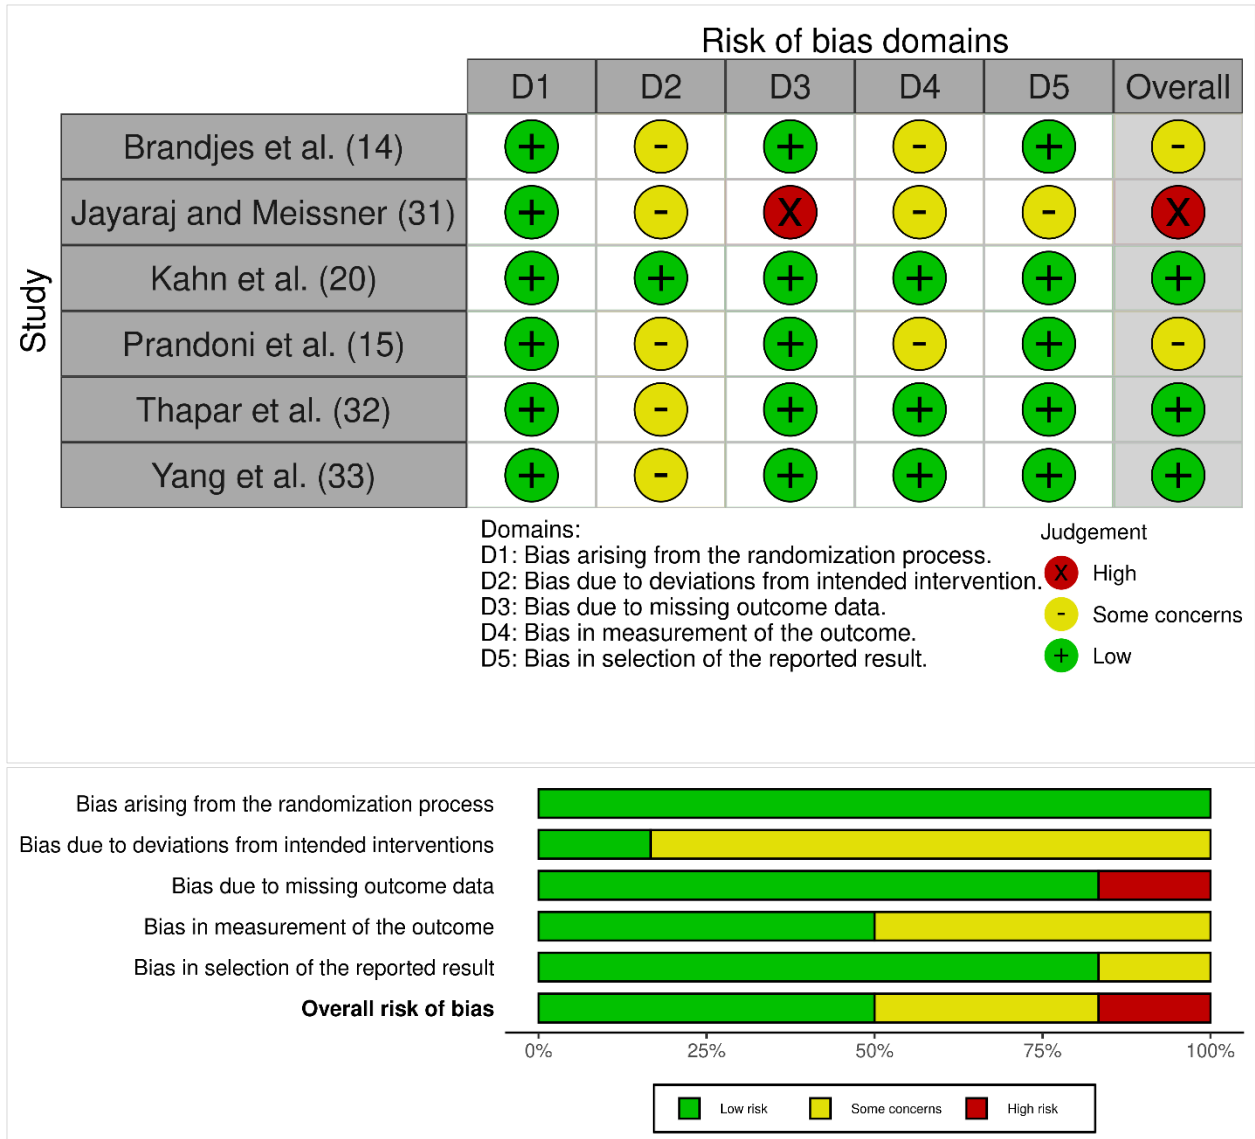 Risk of bias domains
D1 D2 D3 D4 D5 Overall
Study
Brandjes et al. (14) + - + - + -
Jayaraj and Meissner (31) + - X - - X
Kahn et al. (20) + + + + + +
Prandoni et al. (15) + - + - + -
Thapar et al. (32) + - + + + +
Yang et al. (33) + - + + + +
Domains:
D1: Bias arising from the randomization process.
D2: Bias due to deviations from intended intervention.
D3: Bias due to missing outcome data.
D4: Bias in measurement of the outcome.
D5: Bias in selection of the reported result.
Judgement
X High
- Some concerns
+ Low
Bias arising from the randomization process
Bias due to deviations from intended interventions
Bias due to missing outcome data
Bias in measurement of the outcome
Bias in selection of the reported result
Overall risk of bias
0% 25% 50% 75% 100%
Low risk Some concerns High risk